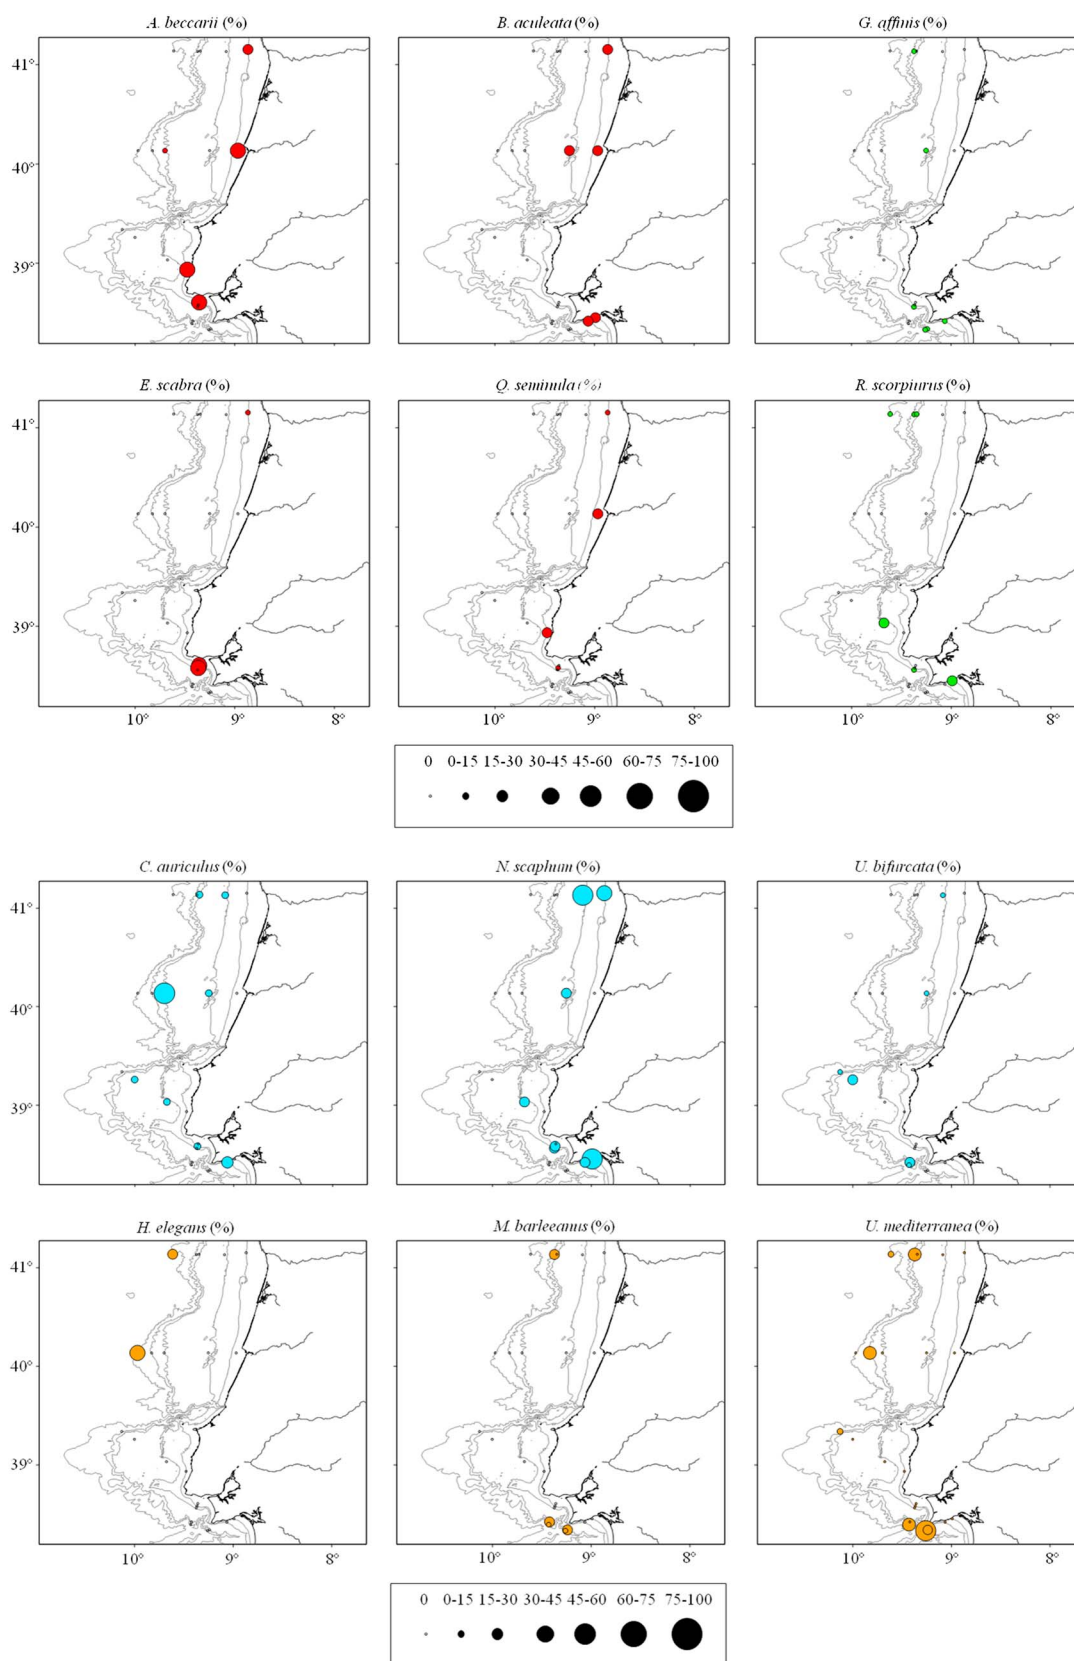 A. beccarii (%) B. aculeata (%) G. affinis (%)
41°
40°
39°
E. scabra (%) Q. seminula (%) R. scorpiurus (%)
41°
40°
39°
10° 9° 8° 10° 9° 8° 10° 9° 8°
0 0-15 15-30 30-45 45-60 60-75 75-100
C. auriculus (%) N. scaphum (%) U. bifurcata (%)
41°
40°
39°
H. elegans (%) M. barleeanus (%) U. mediterranea (%)
41°
40°
39°
10° 9° 8° 10° 9° 8° 10° 9° 8°
0 0-15 15-30 30-45 45-60 60-75 75-100